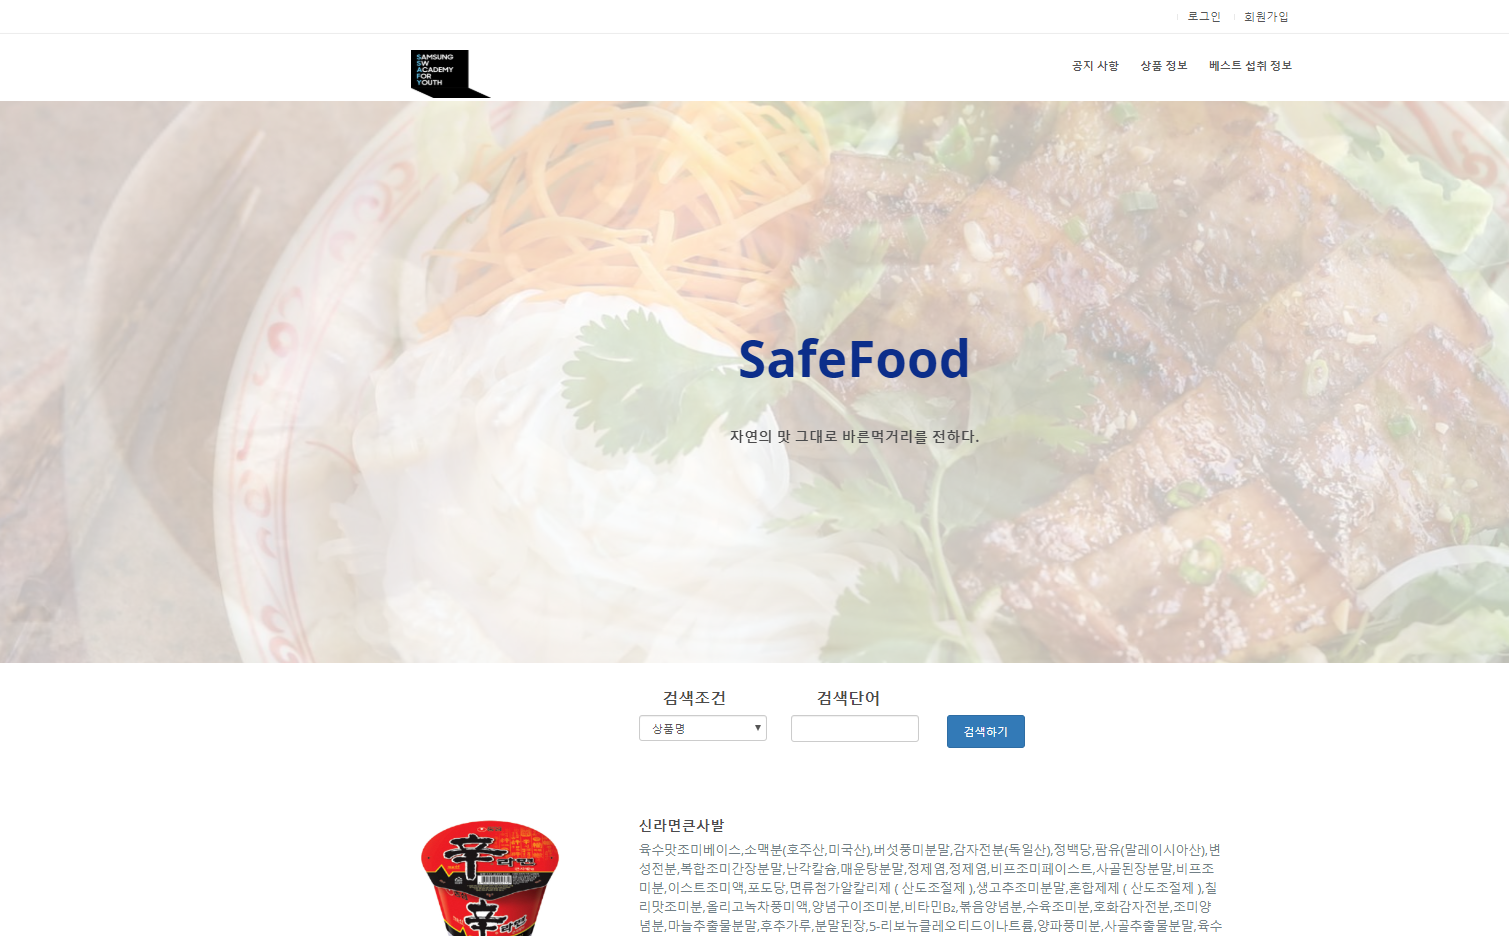 로그인 회원가입
SAMSUNG
SW
ACADEMY
FOR
YOUTH
공지 사항 상품 정보 베스트 섭취 정보
SafeFood
자연의 맛 그대로 바른먹거리를 전하다.
검색조건 검색단어
상품명 검색하기
신라면큰사발
육수맛조미베이스,소맥분(호주산,미국산),버섯풍미분말,감자전분(독일산),정백당,팜유(말레이시아산),변
성전분,복합조미간장분말,난각칼슘,매운탕분말,정제염,정제염,비프조미페이스트,사골된장분말,비프조
미분,이스트조미액,포도당,면류첨가알칼리제 ( 산도조절제 ),생고추조미분말,혼합제제 ( 산도조절제 ),칠
리맛조미분,올리고녹차풍미액,양념구이조미분,비타민B₂,볶음양념분,수육조미분,호화감자전분,조미양
념분,마늘추출물분말,후추가루,분말된장,5-리보뉴클레오티드이나트륨,양파풍미분,사골추출물분말,육수
辛
라면
辛